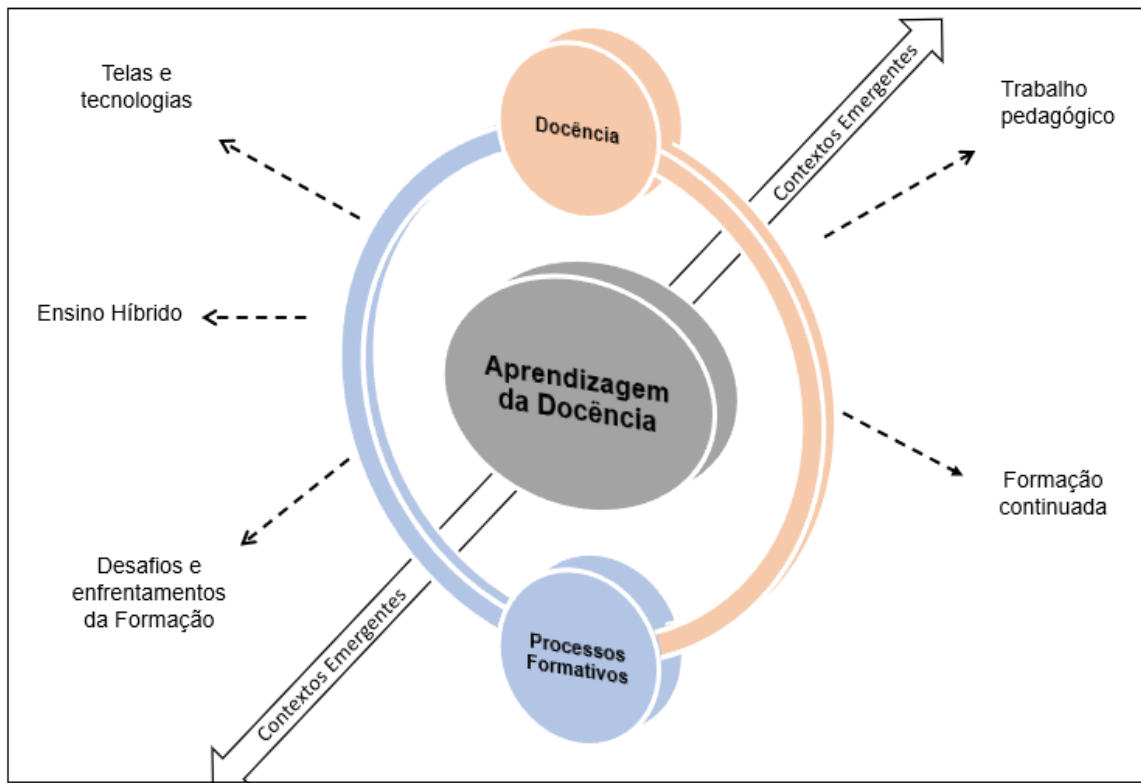 Telas e
tecnologias
Docência
Contextos Emergentes
Trabalho
pedagógico
Ensino Híbrido
Aprendizagem
da Docência
Formação
continuada
Desafios e
enfrentamentos
da Formação
Contextos Emergentes
Processos
Formativos